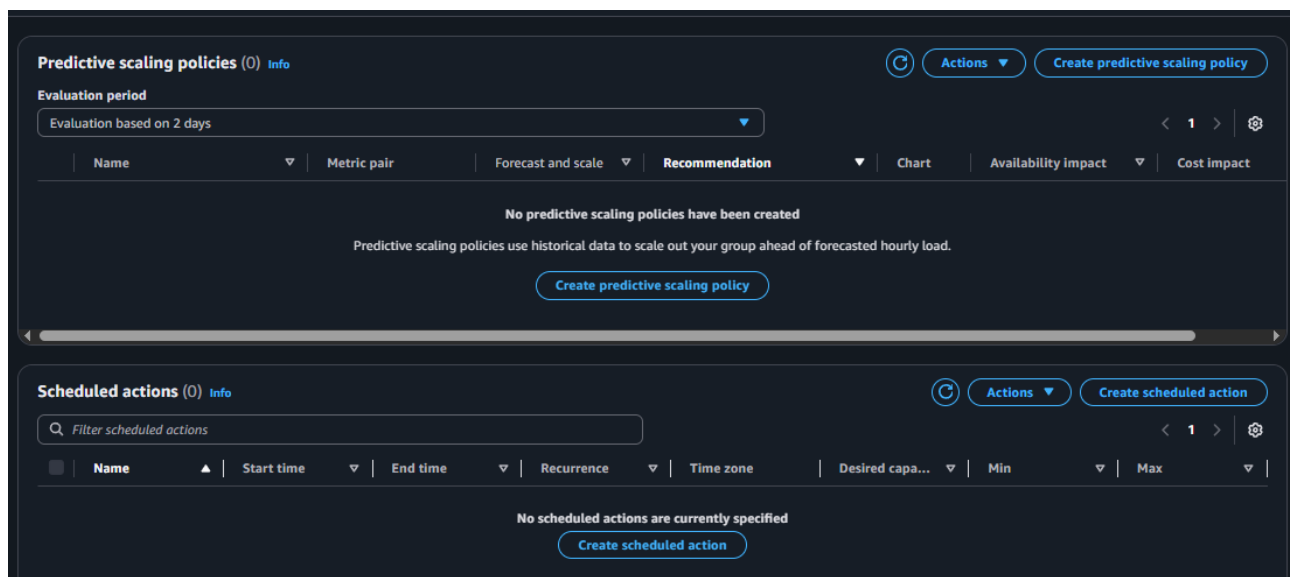 Predictive scaling policies (0) Info
Actions Create predictive scaling policy
Evaluation period
Evaluation based on 2 days
1
Name Metric pair Forecast and scale Recommendation Chart Availability impact Cost impact
No predictive scaling policies have been created
Predictive scaling policies use historical data to scale out your group ahead of forecasted hourly load.
Create predictive scaling policy
Scheduled actions (0) Info
Actions Create scheduled action
Filter scheduled actions
1
Name Start time End time Recurrence Time zone Desired capa... Min Max
No scheduled actions are currently specified
Create scheduled action